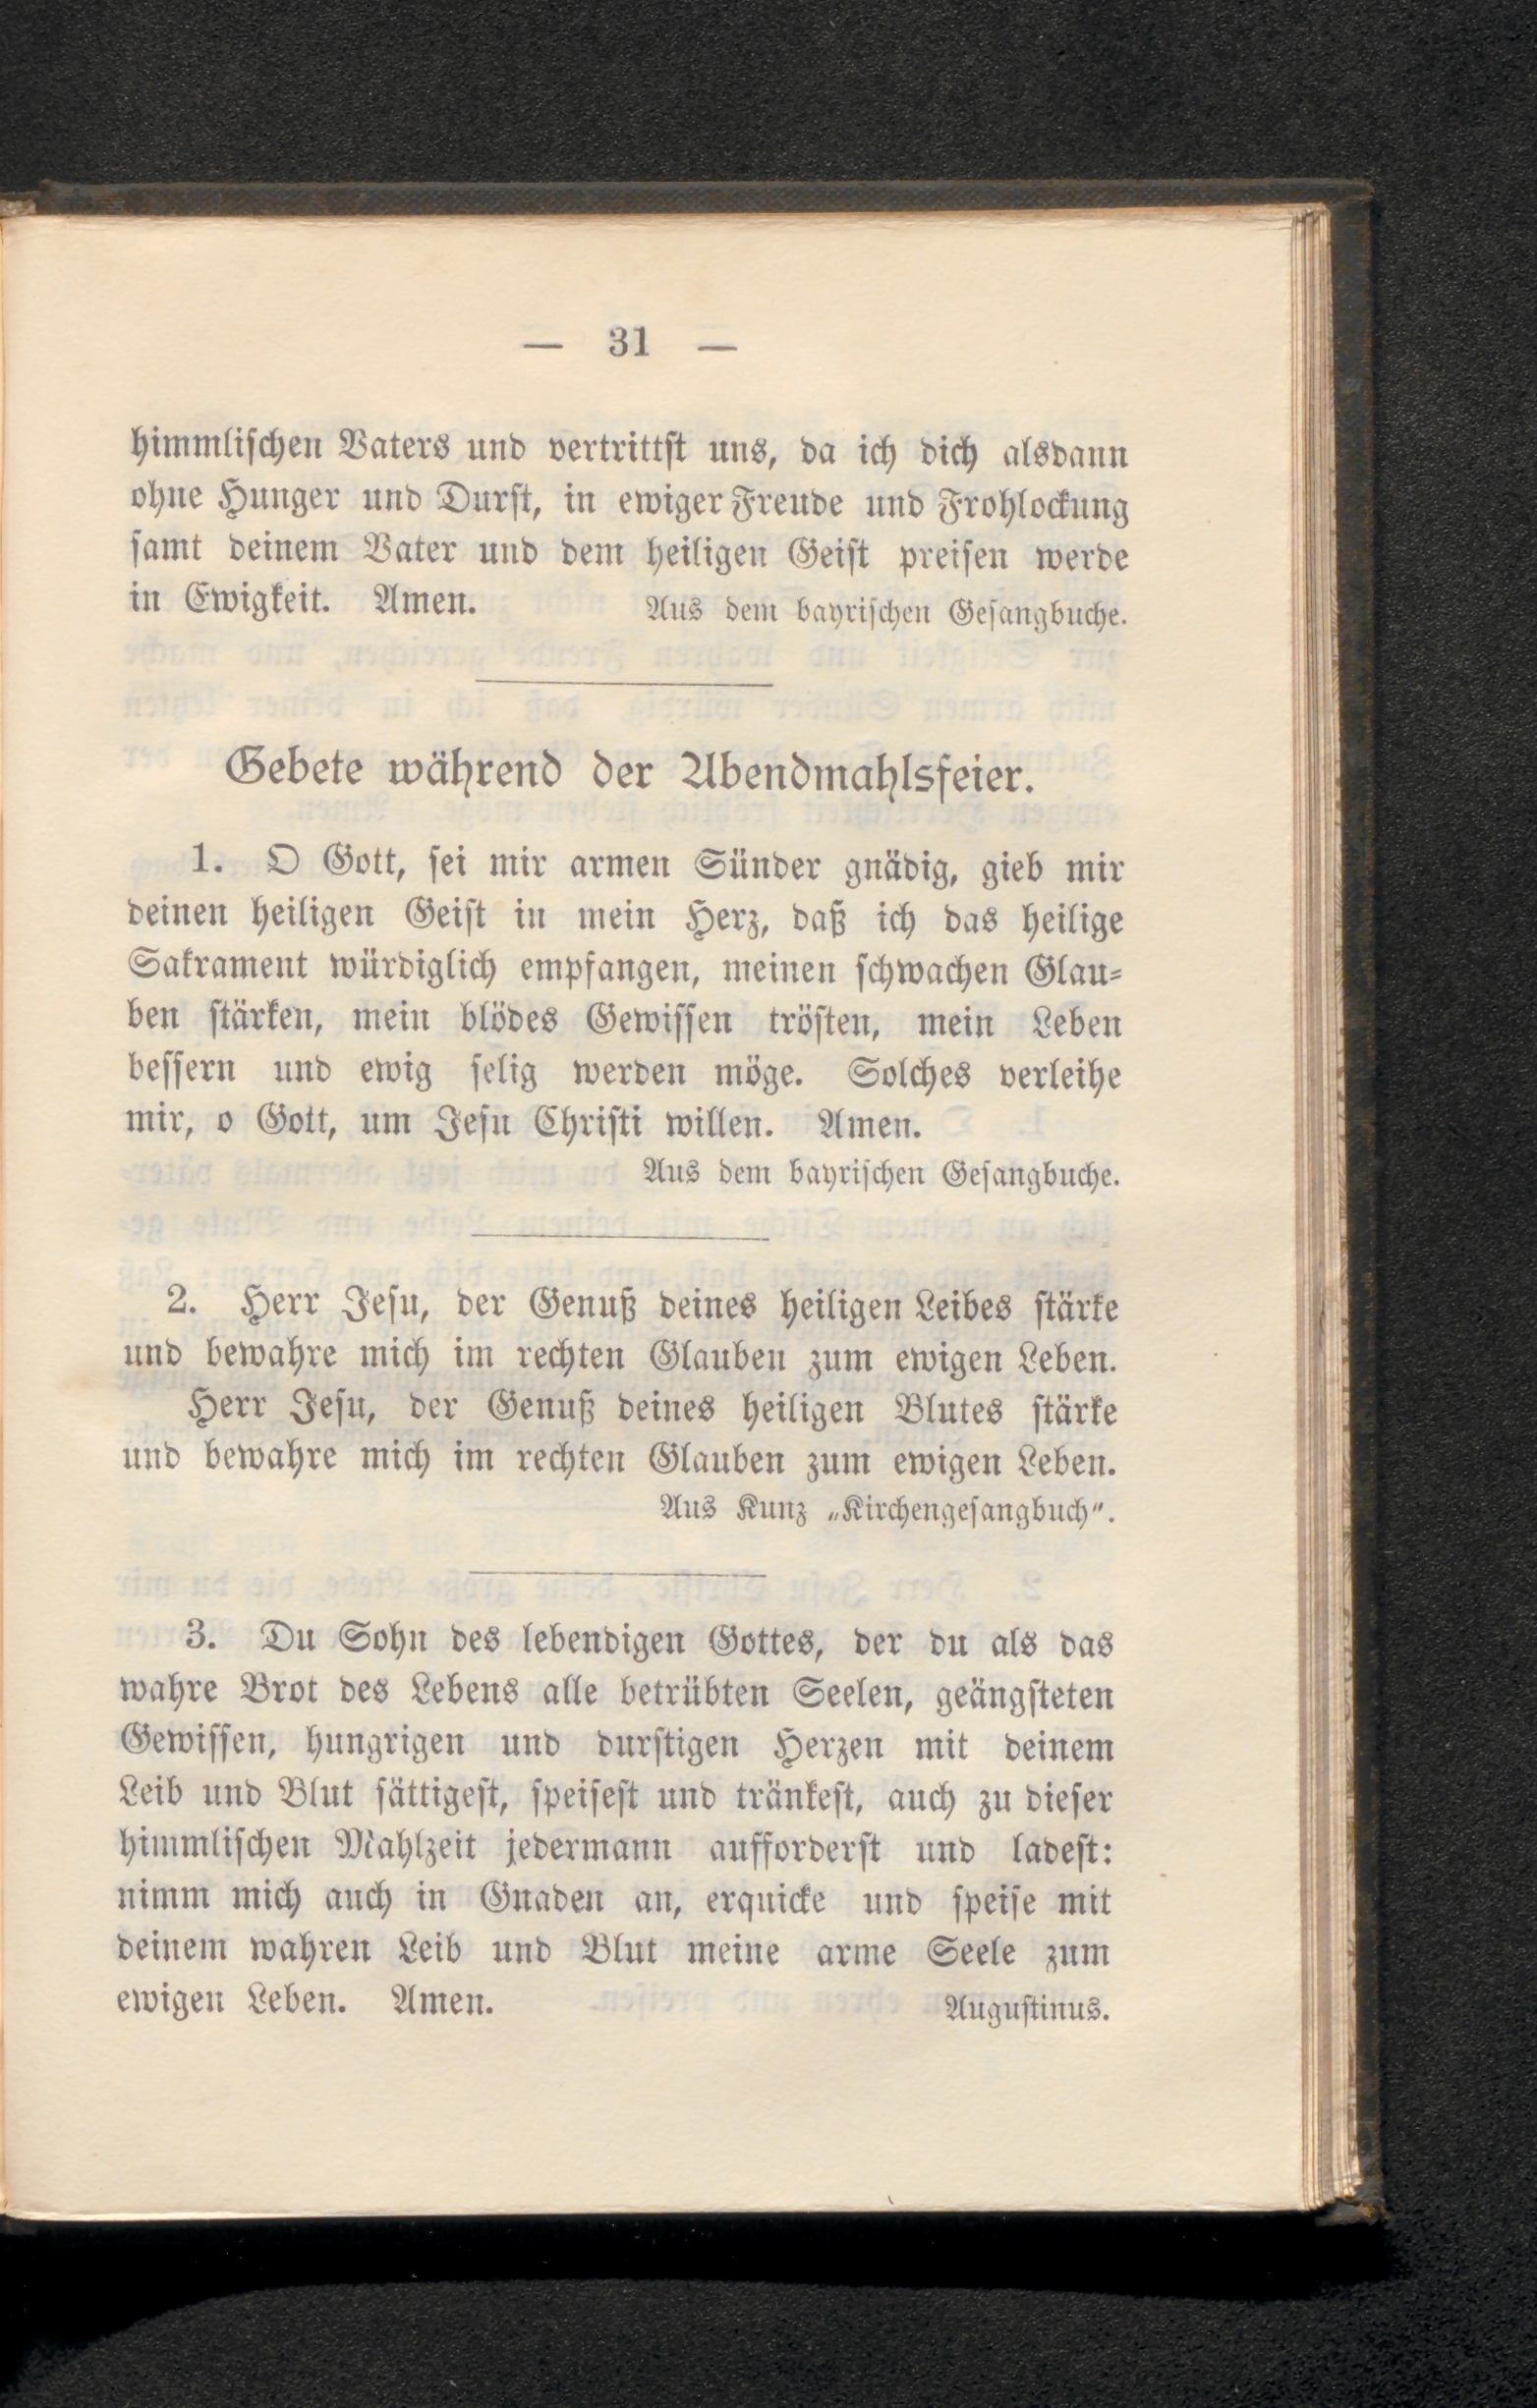 — 31 —
himmlischen Vaters und vertrittst uns, da ich dich alsdann
ohne Hunger und Durst, in ewiger Freude und Frohlockung
samt deinem Vater und dem heiligen Geist preisen werde
in Ewigkeit. Amen. Aus dem bayrischen Gesangbuche.
Gebete während der Abendmahlsfeier.
1. O Gott, sei mir armen Sünder gnädig, gieb mir
deinen heiligen Geist in mein Herz, daß ich das heilige
Sakrament würdiglich empfangen, meinen schwachen Glau-
ben stärken, mein blödes Gewissen trösten, mein Leben
bessern und ewig selig werden möge. Solches verleihe
mir, o Gott, um Jesu Christi willen. Amen.
Aus dem bayrischen Gesangbuche.
2. Herr Jesu, der Genuß deines heiligen Leibes stärke
und bewahre mich im rechten Glauben zum ewigen Leben.
Herr Jesu, der Genuß deines heiligen Blutes stärke
und bewahre mich im rechten Glauben zum ewigen Leben.
Aus Kunz „Kirchengesangbuch“.
3. Du Sohn des lebendigen Gottes, der du als das
wahre Brot des Lebens alle betrübten Seelen, geängsteten
Gewissen, hungrigen und durstigen Herzen mit deinem
Leib und Blut sättigest, speisest und tränkest, auch zu dieser
himmlischen Mahlzeit jedermann aufforderst und ladest:
nimm mich auch in Gnaden an, erquicke und speise mit
deinem wahren Leib und Blut meine arme Seele zum
ewigen Leben. Amen. Augustinus.